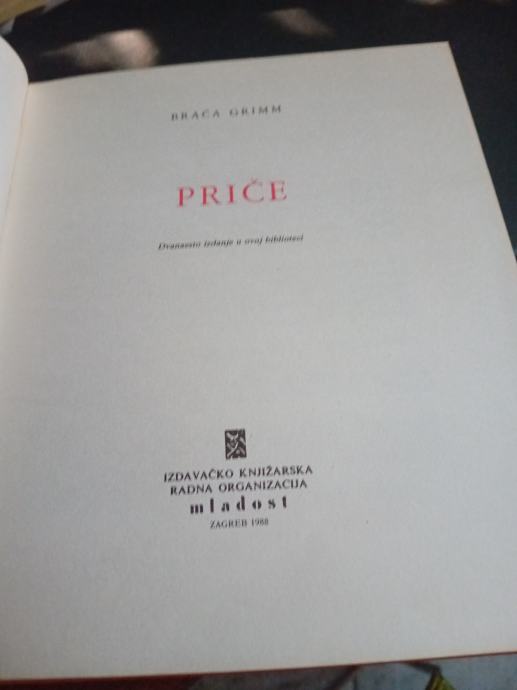 BRAĆA GRIMM
PRIČE
Dvanaesto izdanje u ovoj biblioteci
IZDAVAČKO KNJIŽARSKA
RADNA ORGANIZACIJA
mladost
ZAGREB 1988